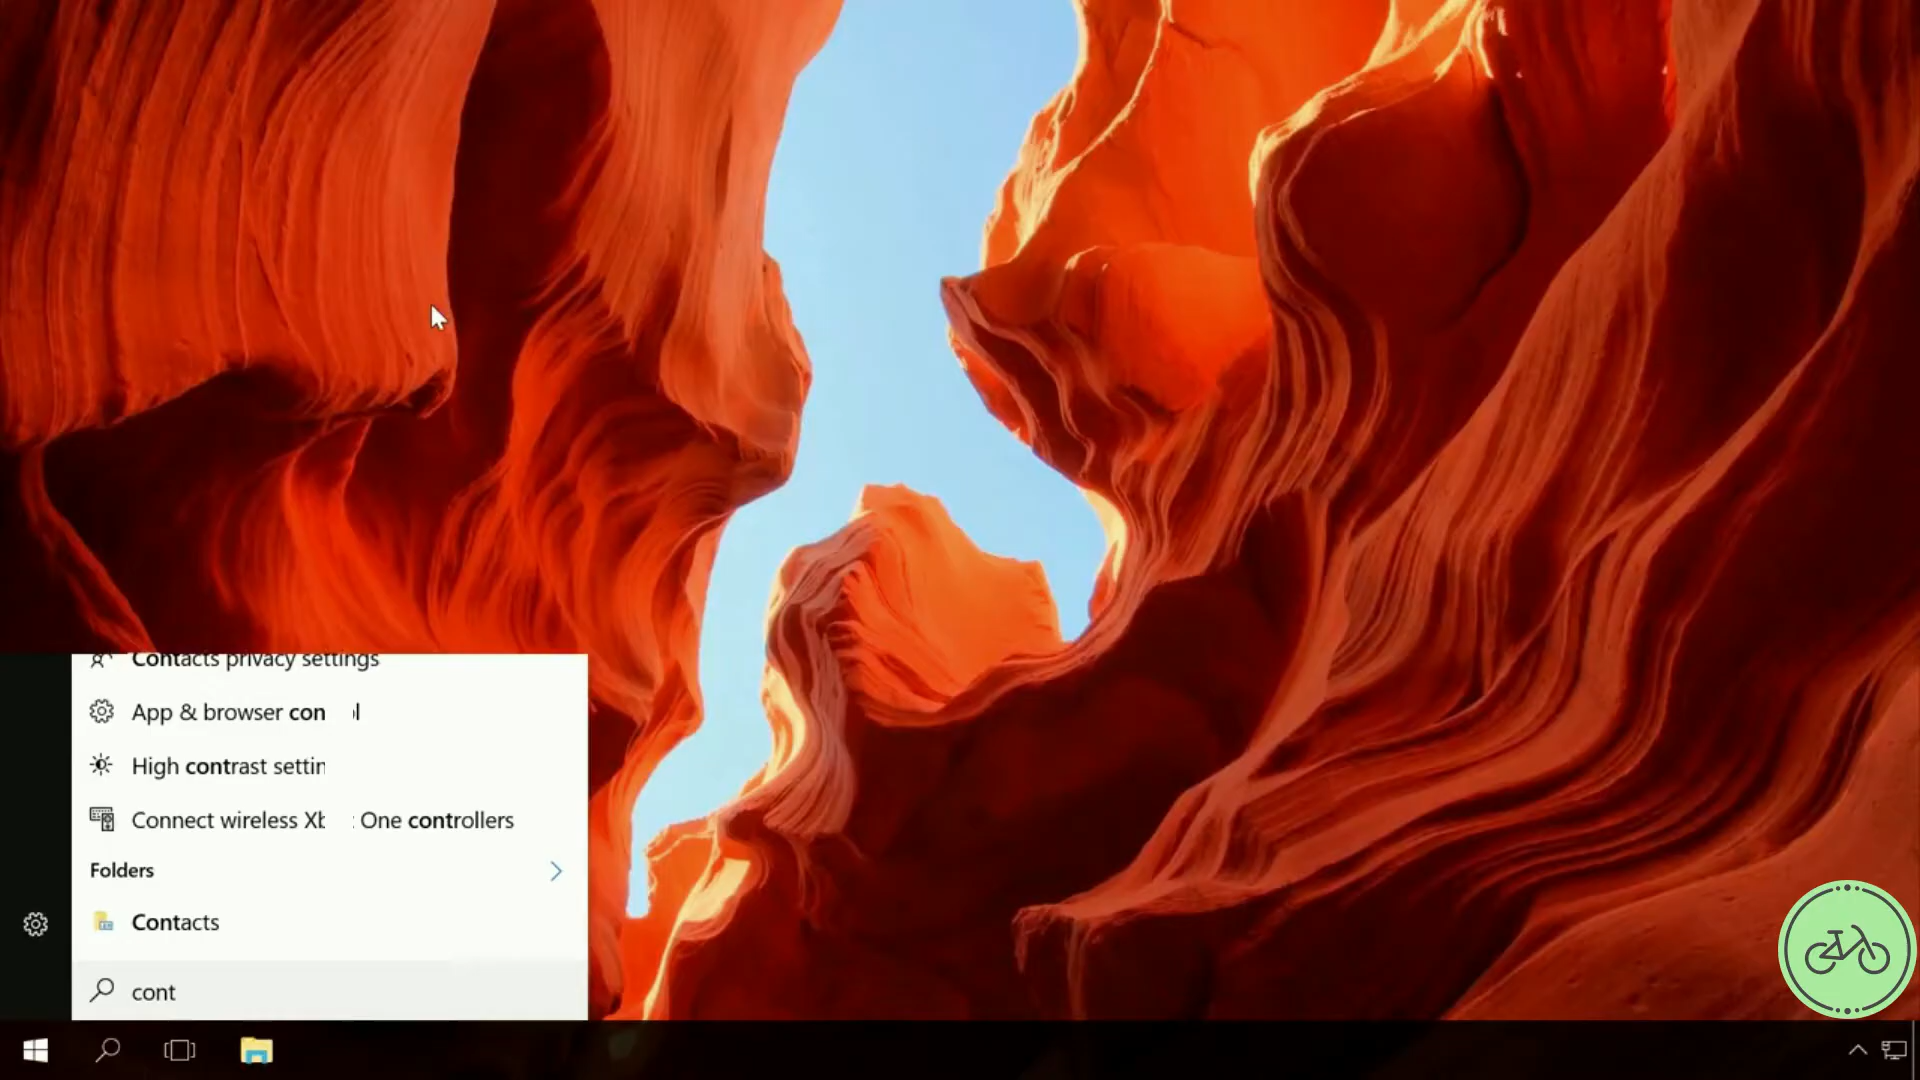 Contacts privacy settings
App & browser con l
High contrast settin
Connect wireless Xb One controllers
Folders
Contacts
cont